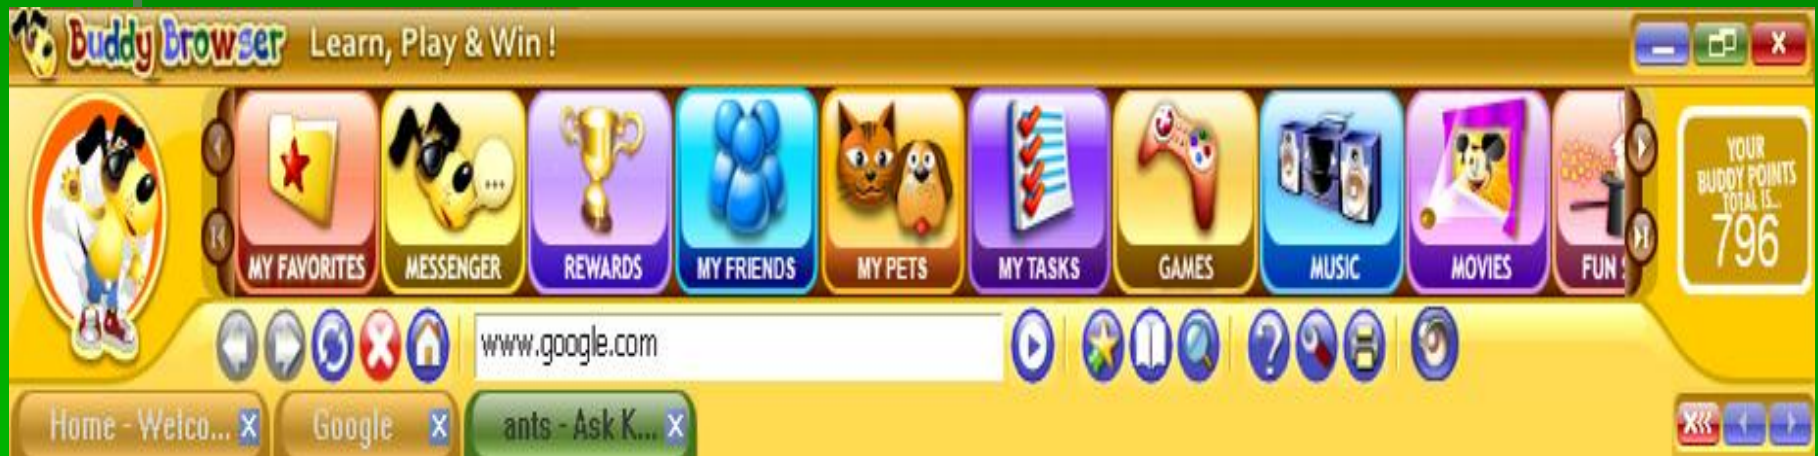 Buddy Browser Learn, Play & Win !
MY FAVORITES
MESSENGER
REWARDS
MY FRIENDS
MY PETS
MY TASKS
GAMES
MUSIC
MOVIES
FUN
YOUR
BUDDY POINTS
TOTAL IS...
796
www.google.com
Home - Welco...
Google
ants - Ask K...